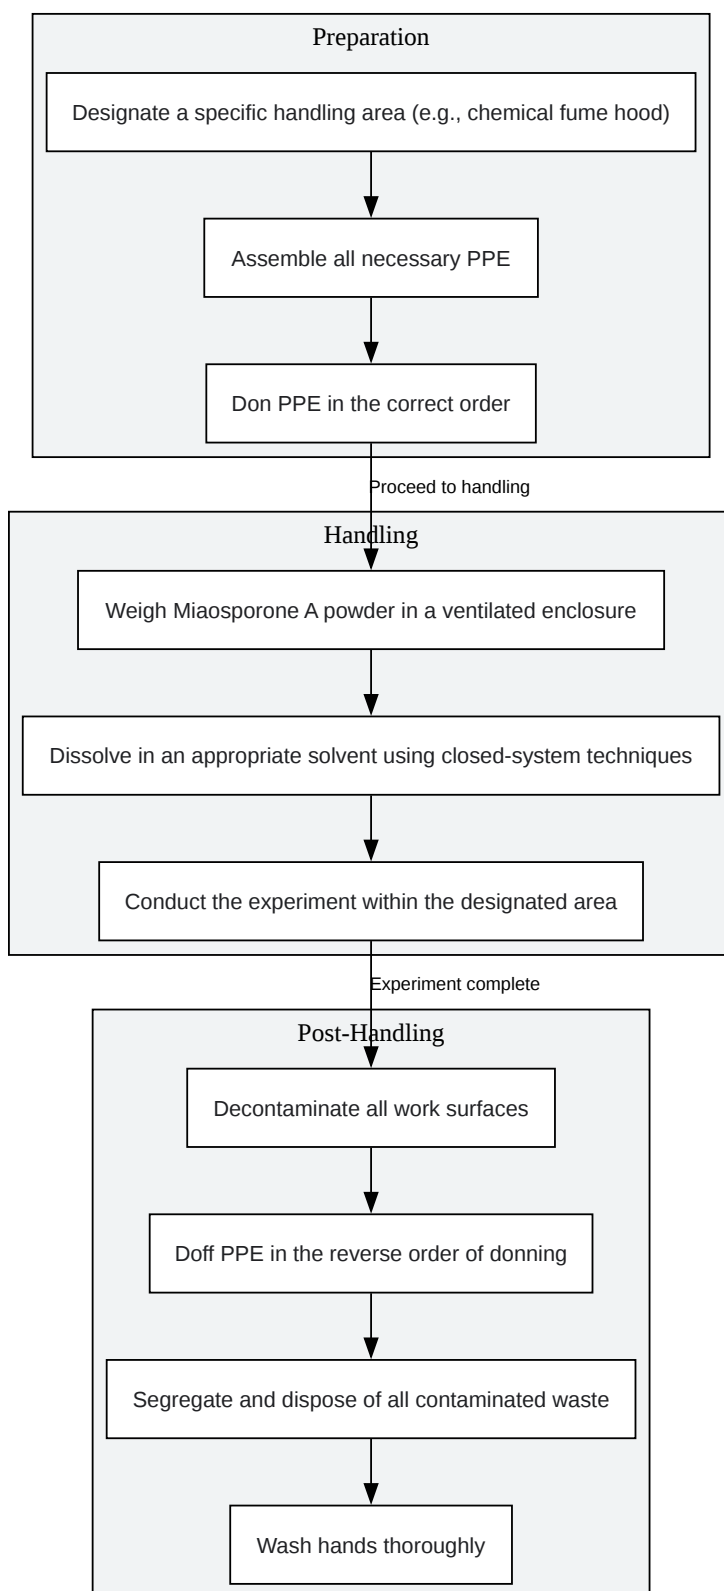 Preparation
Designate a specific handling area (e.g., chemical fume hood)
Assemble all necessary PPE
Don PPE in the correct order
Proceed to handling
Handling
Weigh Miaosporone A powder in a ventilated enclosure
Dissolve in an appropriate solvent using closed-system techniques
Conduct the experiment within the designated area
Experiment complete
Post-Handling
Decontaminate all work surfaces
Doff PPE in the reverse order of donning
Segregate and dispose of all contaminated waste
Wash hands thoroughly